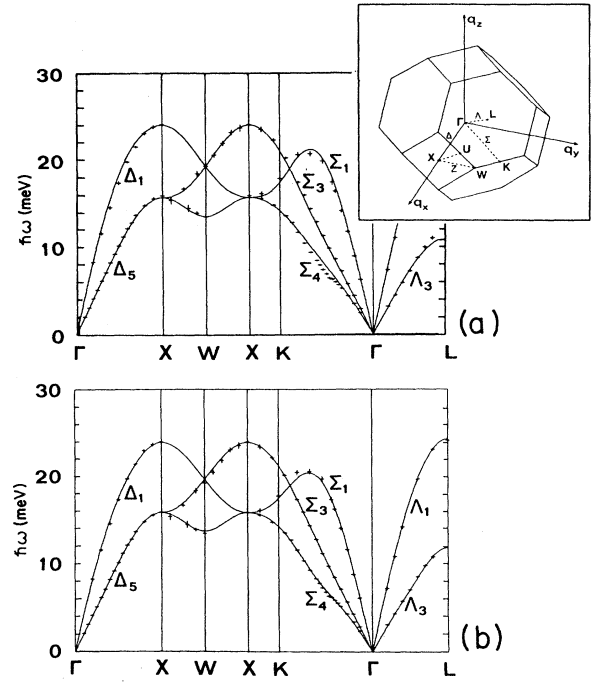 qz
Γ
Λ
L
Δ
Σ
qy
X
U
Z
W
K
qx
30
20
10
0
ħω (meV)
Δ₁
Δ₅
Σ₁
Σ₃
Σ₄
Λ₃
(a)
Γ X W X K Γ L
30
20
10
0
ħω (meV)
Δ₁
Δ₅
Σ₁
Σ₃
Σ₄
Λ₁
Λ₃
(b)
Γ X W X K Γ L